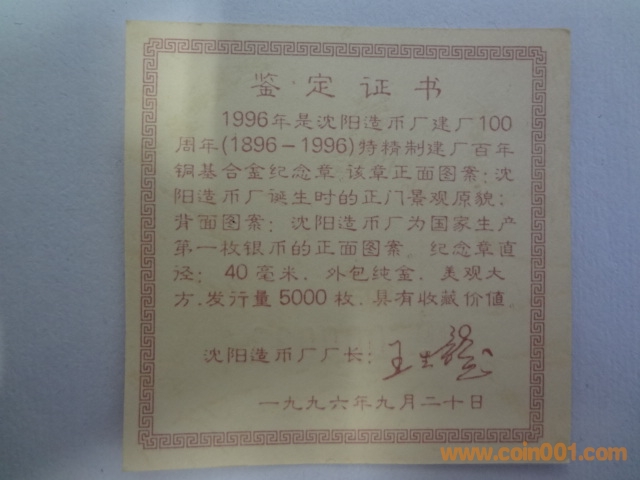 鉴定证书
1996年是沈阳造币厂建厂100
周年(1896-1996)特精制建厂百年
铜基合金纪念章.该章正面图案:沈
阳造币厂诞生时的正门景观原貌;
背面图案:沈阳造币厂为国家生产
第一枚银币的正面图案.纪念章直
径:40毫米.外包纯金.美观大
方.发行量5000枚.具有收藏价值.
沈阳造币厂厂长:
一九九六年九月二十日
www.coin001.com